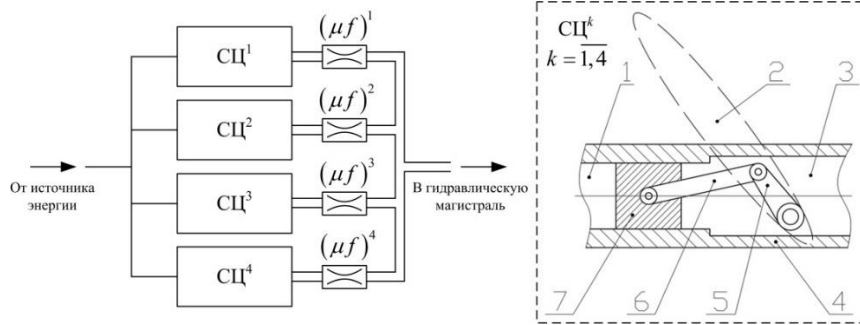 СЦ¹
(μf)¹
СЦ²
(μf)²
СЦ³
(μf)³
СЦ⁴
(μf)⁴
От источника
энергии
В гидравлическую
магистраль
СЦᵏ
k = 1,4
1
2
3
4
5
6
7